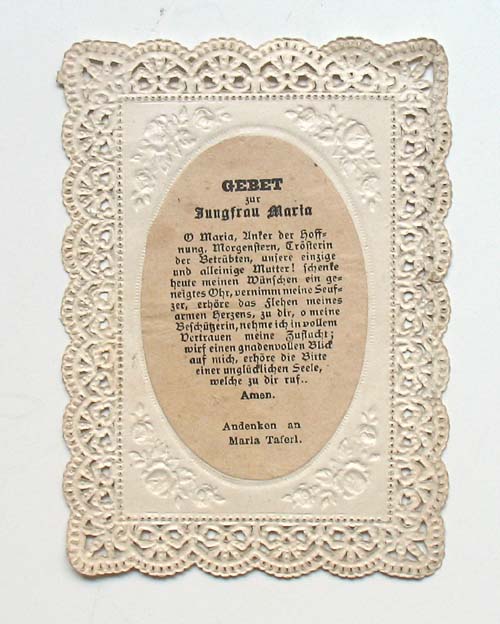 GEBET
zur
Jungfrau Maria
O Maria, Anker der Hoff-
nung, Morgenstern, Trösterin
der Betrübten, unsere einzige
und alleinige Mutter! schenke
heute meinen Wünschen ein ge-
neigtes Ohr, vernimm meine Seuf-
zer, erhöre das Flehen meines
armen Herzens, zu dir, o meine
Beschützerin, nehme ich in vollem
Vertrauen meine Zuflucht;
wirf einen gnadenvollen Blick
auf mich, erhöre die Bitte
einer unglücklichen Seele,
welche zu dir ruf..
Amen.
Andenken an
Maria Taferl.